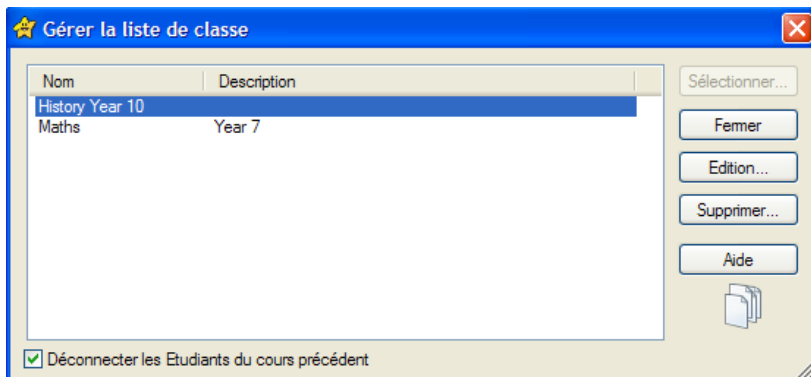 Gérer la liste de classe
Nom Description
Sélectionner...
History Year 10
Maths Year 7
Fermer
Edition...
Supprimer...
Aide
Déconnecter les Etudiants du cours précédent